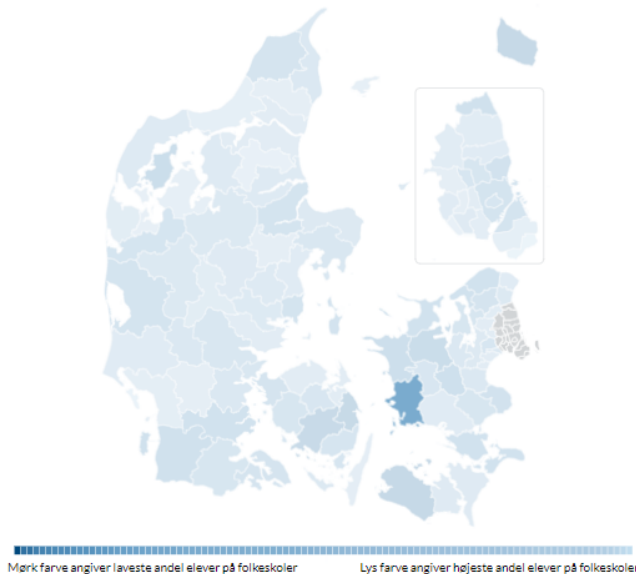 Mørk farve angiver laveste andel elever på folkeskoler
Lys farve angiver højeste andel elever på folkeskoler